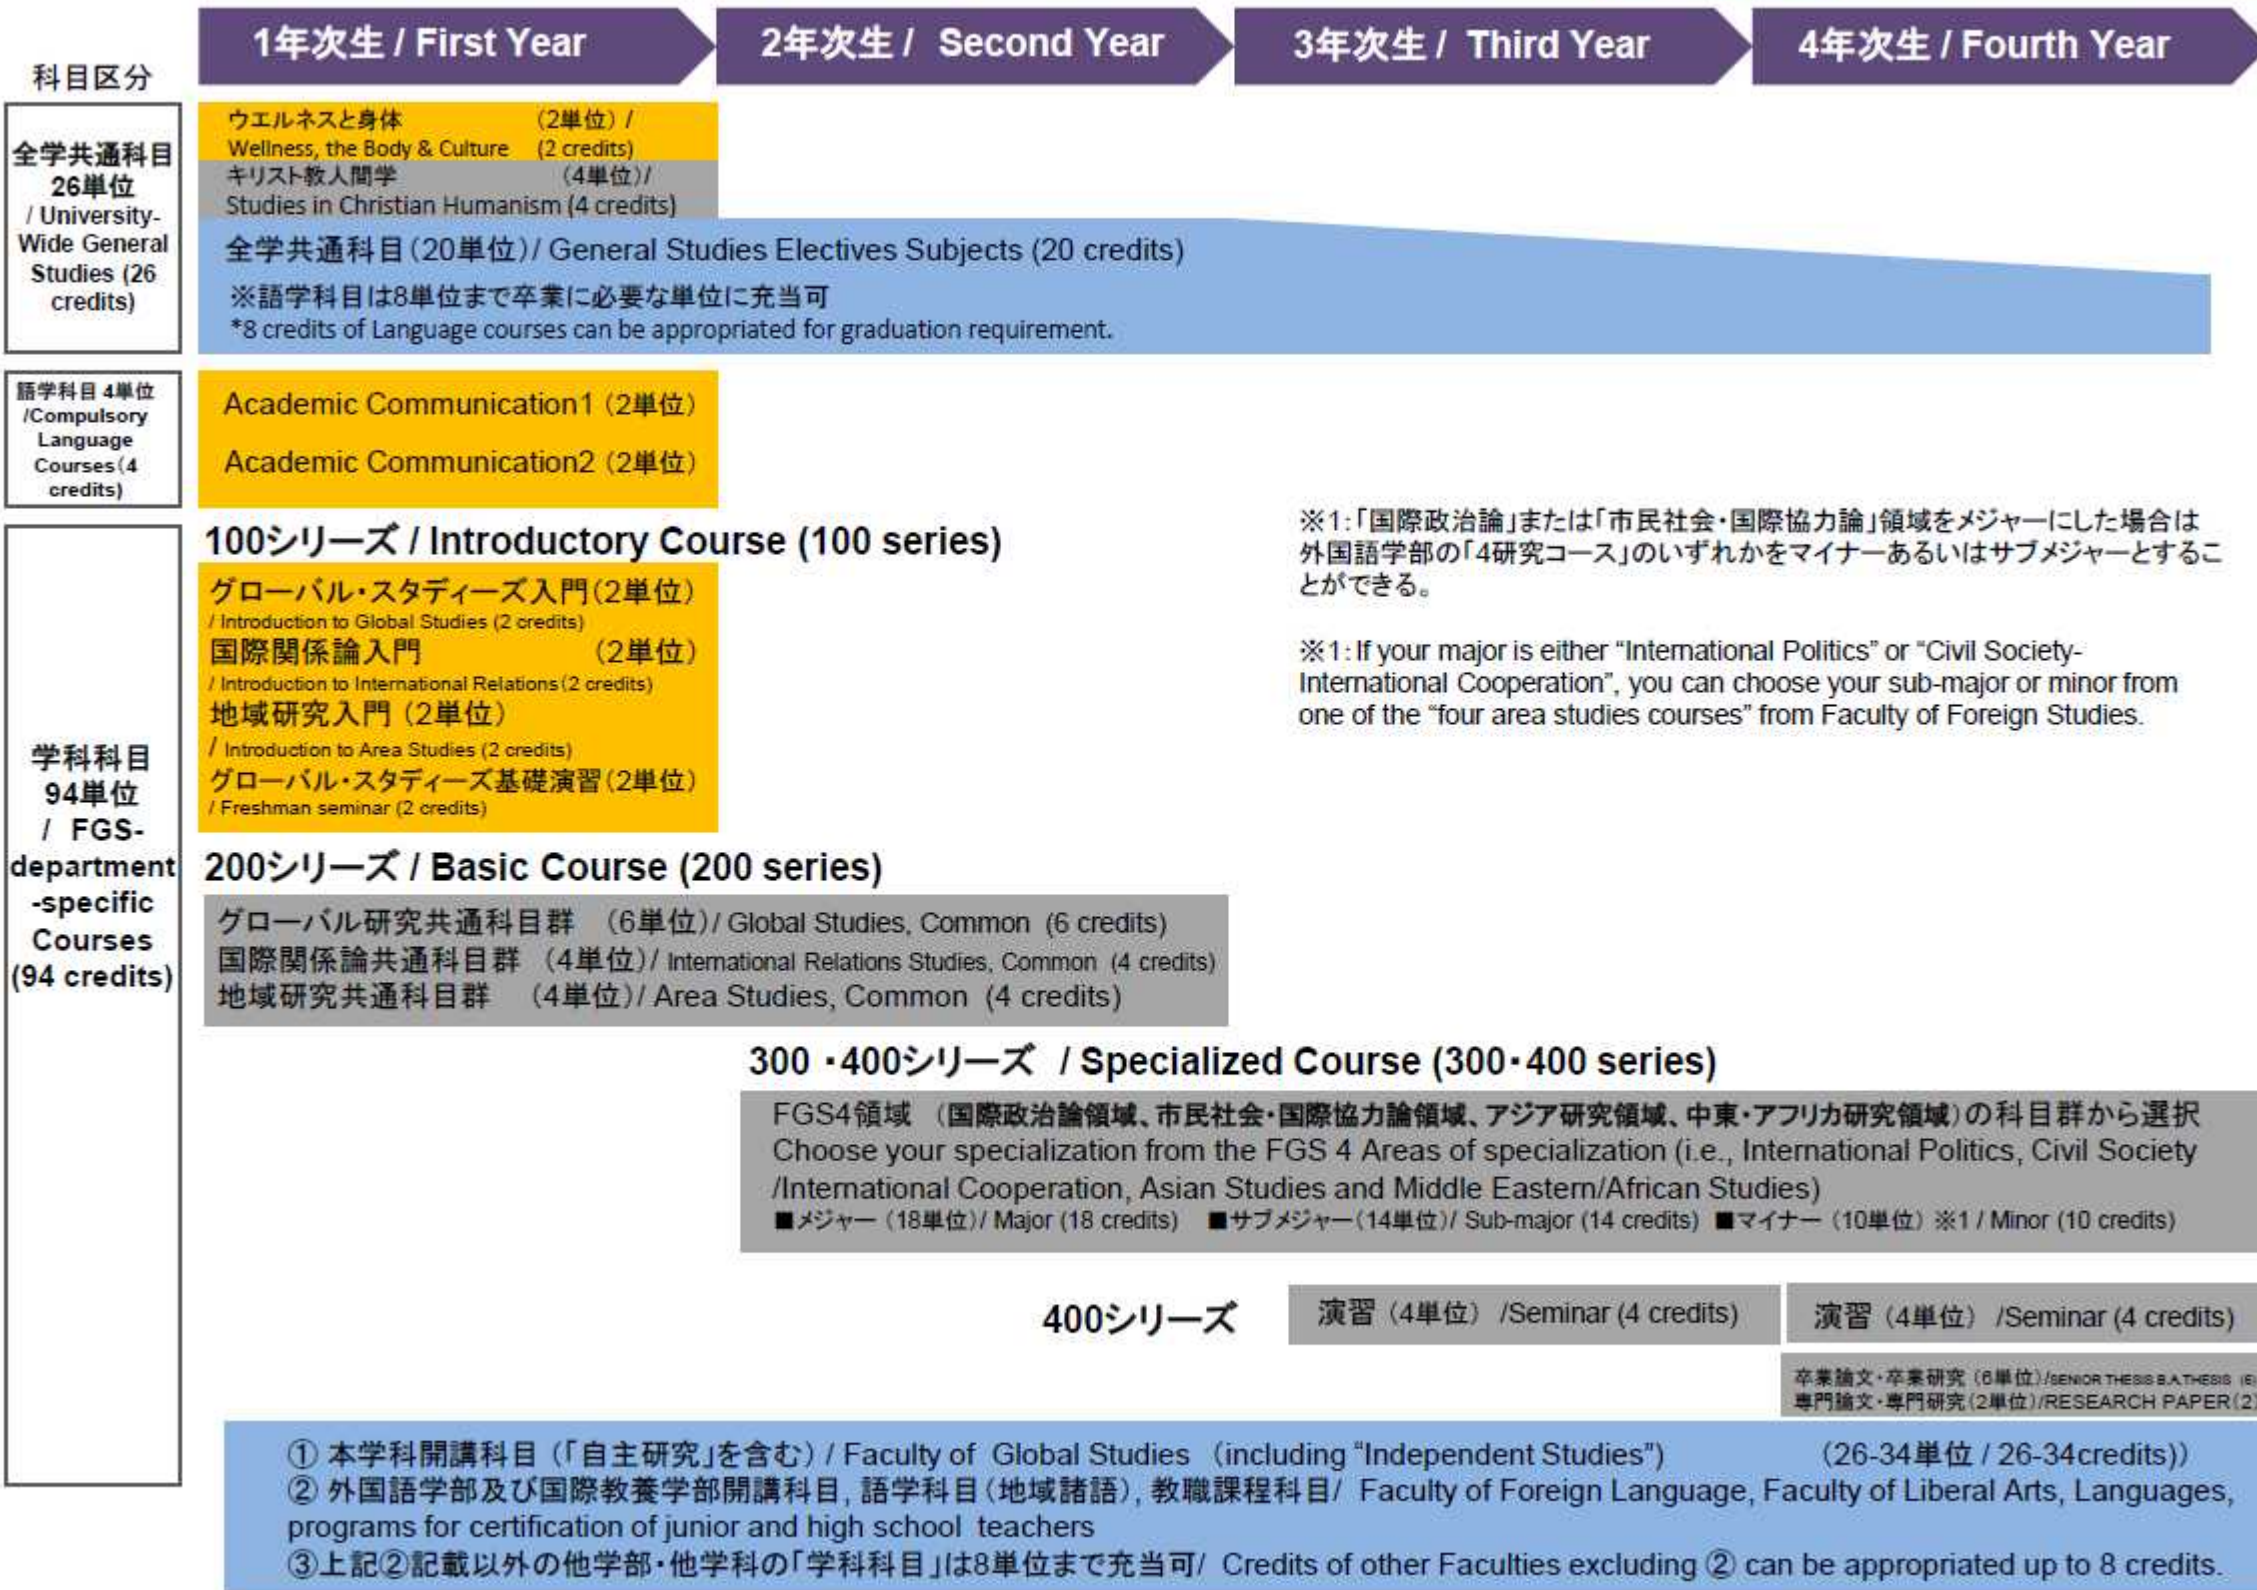 1年次生 / First Year
2年次生 / Second Year
3年次生 / Third Year
4年次生 / Fourth Year
科目区分
全学共通科目
26単位
/ University-
Wide General
Studies (26
credits)
ウエルネスと身体 (2単位) /
Wellness, the Body & Culture (2 credits)
キリスト教人間学 (4単位)/
Studies in Christian Humanism (4 credits)
全学共通科目(20単位)/ General Studies Electives Subjects (20 credits)
※語学科目は8単位まで卒業に必要な単位に充当可
*8 credits of Language courses can be appropriated for graduation requirement.
語学科目 4単位
/Compulsory
Language
Courses(4
credits)
Academic Communication1 (2単位)
Academic Communication2 (2単位)
学科科目
94単位
/ FGS-
department
-specific
Courses
(94 credits)
100シリーズ / Introductory Course (100 series)
グローバル・スタディーズ入門(2単位)
/ Introduction to Global Studies (2 credits)
国際関係論入門 (2単位)
/ Introduction to International Relations(2 credits)
地域研究入門 (2単位)
/ Introduction to Area Studies (2 credits)
グローバル・スタディーズ基礎演習(2単位)
/ Freshman seminar (2 credits)
※1:「国際政治論」または「市民社会・国際協力論」領域をメジャーにした場合は
外国語学部の「4研究コース」のいずれかをマイナーあるいはサブメジャーとするこ
とができる。
※1: If your major is either “International Politics” or “Civil Society-
International Cooperation”, you can choose your sub-major or minor from
one of the “four area studies courses” from Faculty of Foreign Studies.
200シリーズ / Basic Course (200 series)
グローバル研究共通科目群 (6単位)/ Global Studies, Common (6 credits)
国際関係論共通科目群 (4単位)/ International Relations Studies, Common (4 credits)
地域研究共通科目群 (4単位)/ Area Studies, Common (4 credits)
300・400シリーズ / Specialized Course (300・400 series)
FGS4領域 (国際政治論領域、市民社会・国際協力論領域、アジア研究領域、中東・アフリカ研究領域)の科目群から選択
Choose your specialization from the FGS 4 Areas of specialization (i.e., International Politics, Civil Society
/International Cooperation, Asian Studies and Middle Eastern/African Studies)
■メジャー (18単位)/ Major (18 credits) ■サブメジャー(14単位)/ Sub-major (14 credits) ■マイナー (10単位) ※1 / Minor (10 credits)
400シリーズ
演習 (4単位) /Seminar (4 credits)
演習 (4単位) /Seminar (4 credits)
卒業論文・卒業研究 (6単位)/SENIOR THESIS B.A.THESIS (6)
専門論文・専門研究(2単位)/RESEARCH PAPER(2)
① 本学科開講科目 (「自主研究」を含む) / Faculty of Global Studies (including “Independent Studies”) (26-34単位 / 26-34credits))
② 外国語学部及び国際教養学部開講科目, 語学科目(地域諸語), 教職課程科目/ Faculty of Foreign Language, Faculty of Liberal Arts, Languages,
programs for certification of junior and high school teachers
③上記②記載以外の他学部・他学科の「学科科目」は8単位まで充当可/ Credits of other Faculties excluding ② can be appropriated up to 8 credits.